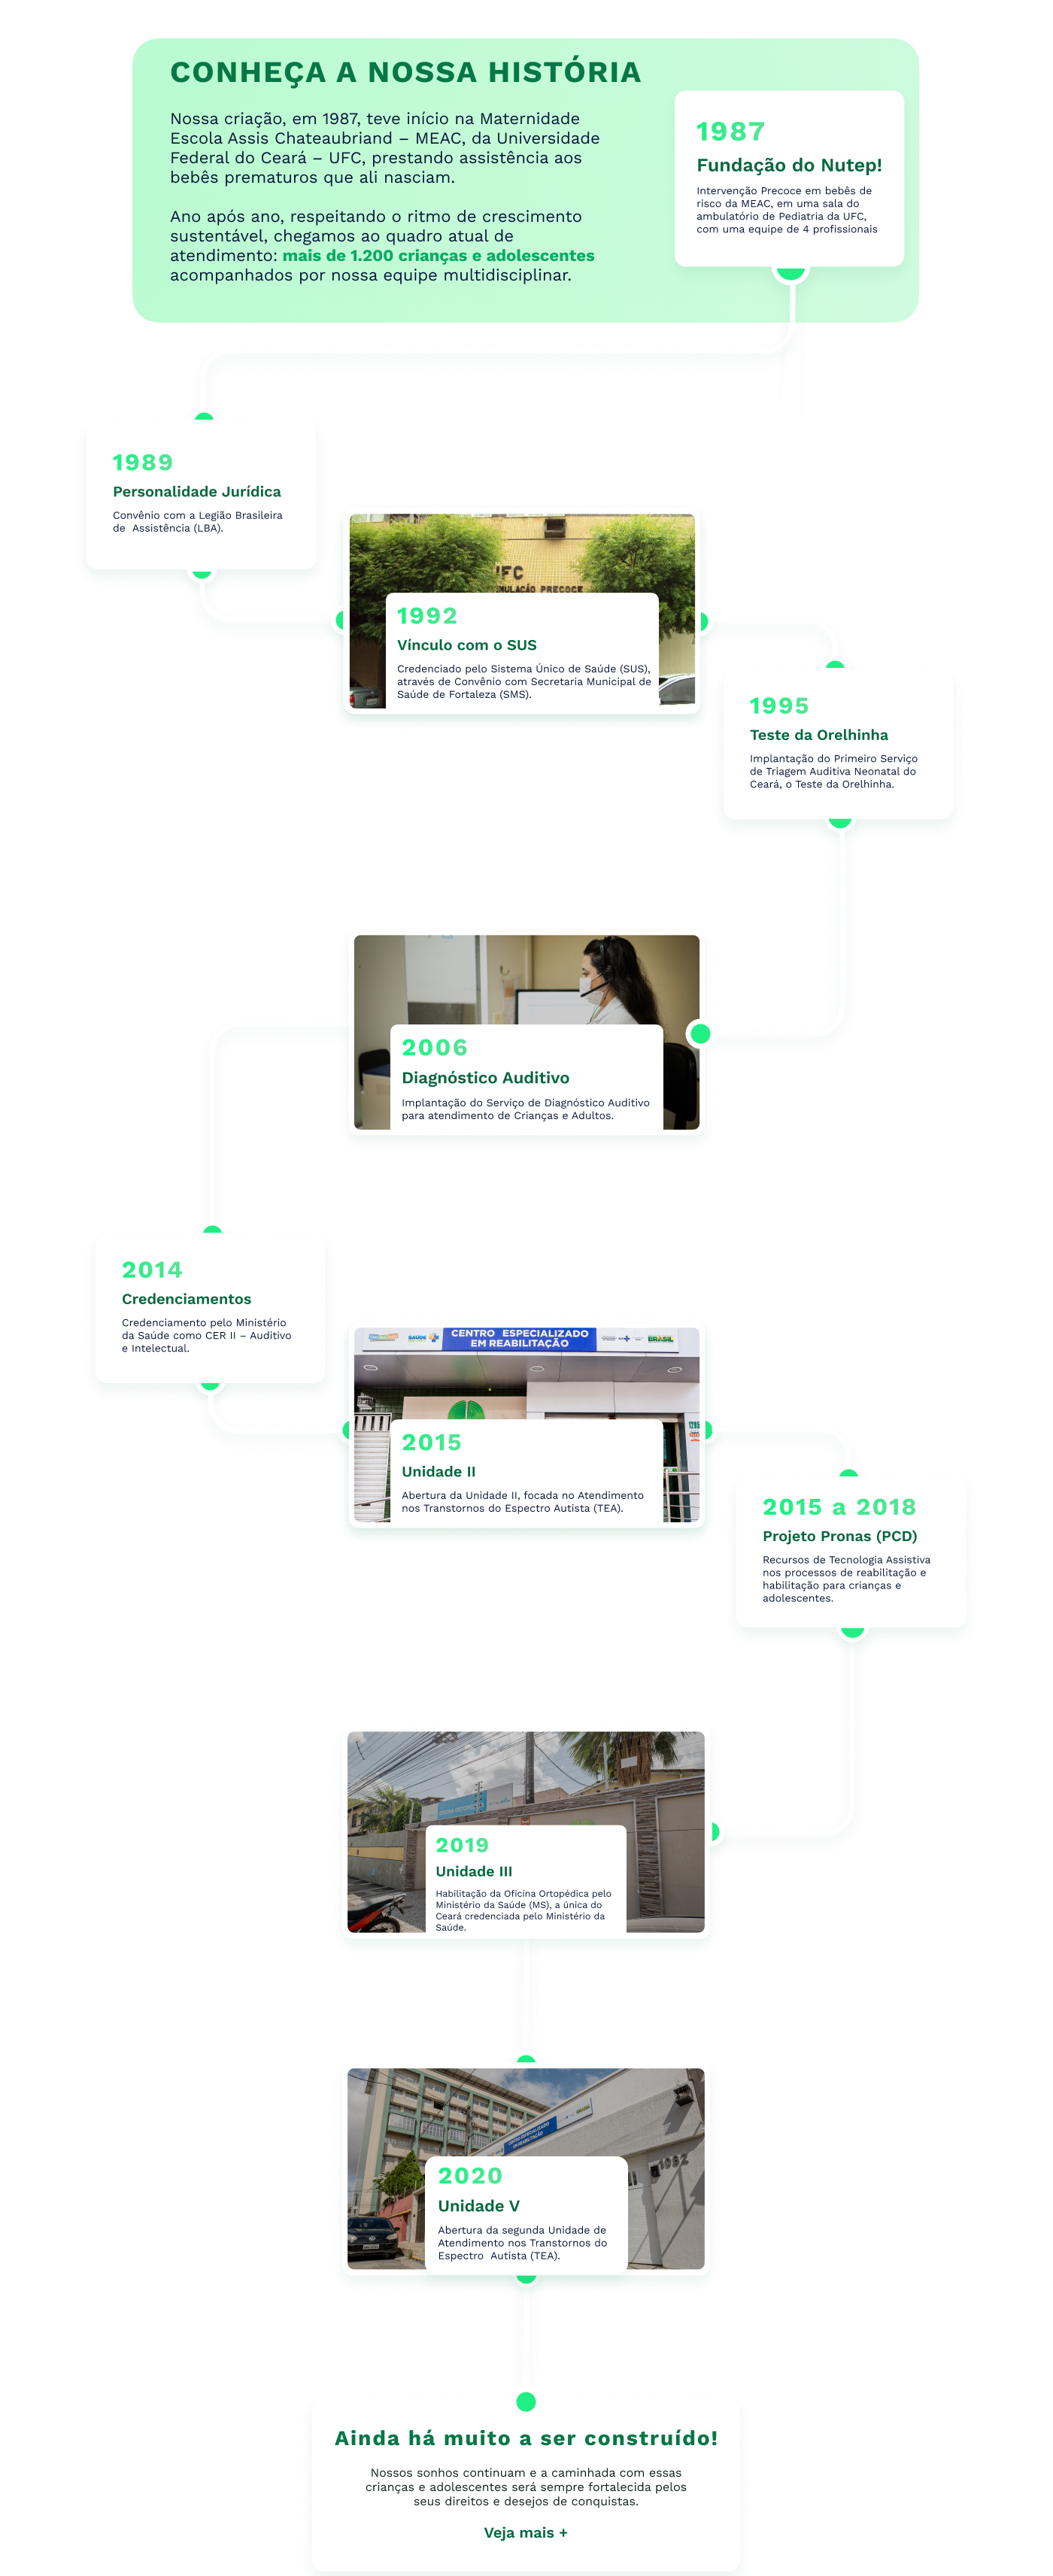 CONHEÇA A NOSSA HISTÓRIA
Nossa criação, em 1987, teve início na Maternidade
Escola Assis Chateaubriand – MEAC, da Universidade
Federal do Ceará – UFC, prestando assistência aos
bebês prematuros que ali nasciam.
Ano após ano, respeitando o ritmo de crescimento
sustentável, chegamos ao quadro atual de
atendimento: mais de 1.200 crianças e adolescentes
acompanhados por nossa equipe multidisciplinar.
1987
Fundação do Nutep!
Intervenção Precoce em bebês de
risco da MEAC, em uma sala do
ambulatório de Pediatria da UFC,
com uma equipe de 4 profissionais
1989
Personalidade Jurídica
Convênio com a Legião Brasileira
de Assistência (LBA).
PRECOCE
1992
Vínculo com o SUS
Credenciado pelo Sistema Único de Saúde (SUS),
através de Convênio com Secretaria Municipal de
Saúde de Fortaleza (SMS).
1995
Teste da Orelhinha
Implantação do Primeiro Serviço
de Triagem Auditiva Neonatal do
Ceará, o Teste da Orelhinha.
2006
Diagnóstico Auditivo
Implantação do Serviço de Diagnóstico Auditivo
para atendimento de Crianças e Adultos.
2014
Credenciamentos
Credenciamento pelo Ministério
da Saúde como CER II – Auditivo
e Intelectual.
SAÚDE
CENTRO ESPECIALIZADO
EM REABILITAÇÃO
BRASIL
2015
Unidade II
Abertura da Unidade II, focada no Atendimento
nos Transtornos do Espectro Autista (TEA).
2015 a 2018
Projeto Pronas (PCD)
Recursos de Tecnologia Assistiva
nos processos de reabilitação e
habilitação para crianças e
adolescentes.
2019
Unidade III
Habilitação da Oficina Ortopédica pelo
Ministério da Saúde (MS), a única do
Ceará credenciada pelo Ministério da
Saúde.
CENTRO ESPECIALIZADO
EM REABILITAÇÃO
1082
2020
Unidade V
Abertura da segunda Unidade de
Atendimento nos Transtornos do
Espectro Autista (TEA).
Ainda há muito a ser construído!
Nossos sonhos continuam e a caminhada com essas
crianças e adolescentes será sempre fortalecida pelos
seus direitos e desejos de conquistas.
Veja mais +